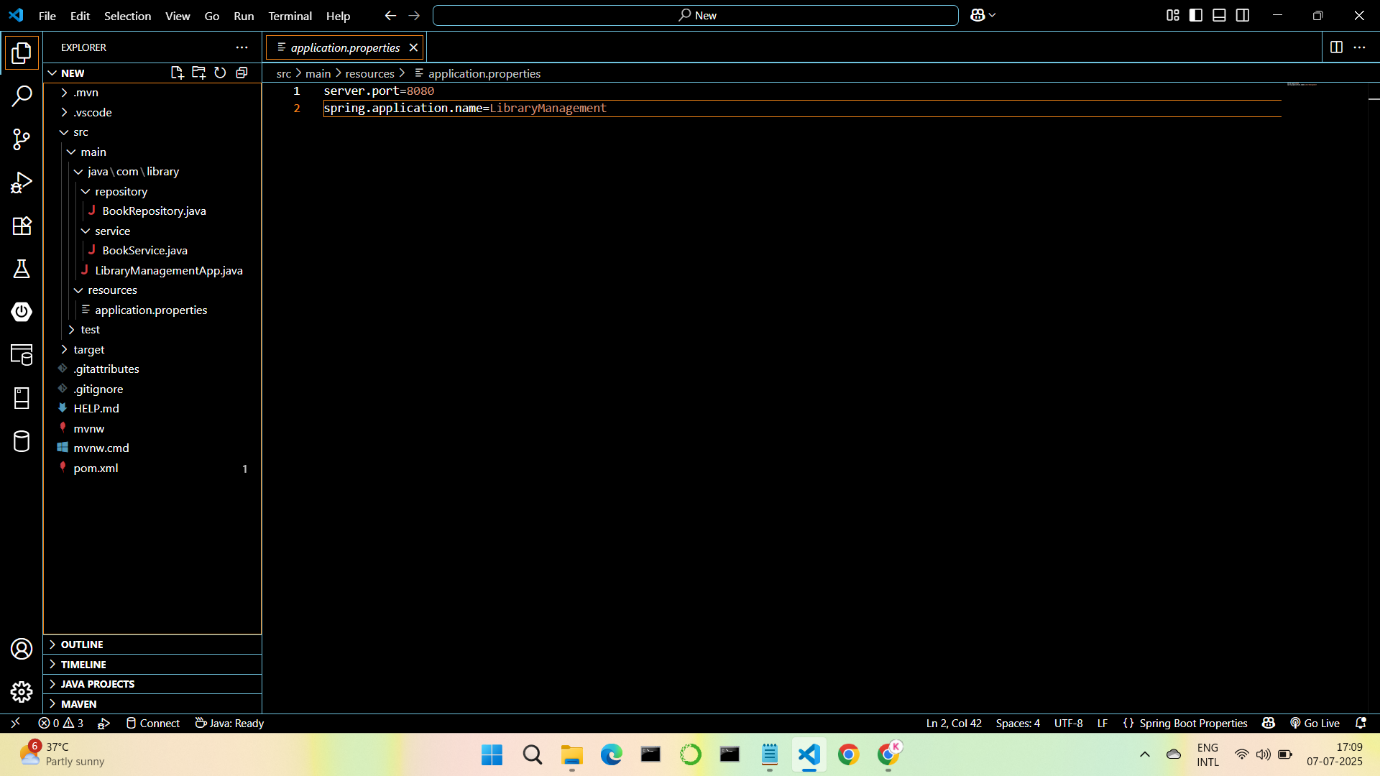 File Edit Selection View Go Run Terminal Help
New
EXPLORER
application.properties
NEW
src > main > resources > application.properties
.mvn
.vscode
src
main
java\com\library
repository
BookRepository.java
service
BookService.java
LibraryManagementApp.java
resources
application.properties
test
target
.gitattributes
.gitignore
HELP.md
mvnw
mvnw.cmd
pom.xml 1
1 server.port=8080
2 spring.application.name=LibraryManagement
OUTLINE
TIMELINE
JAVA PROJECTS
MAVEN
0 3 Connect Java: Ready
Ln 2, Col 42 Spaces: 4 UTF-8 LF {} Spring Boot Properties Go Live
6
37°C
Partly sunny
K
ENG
INTL
17:09
07-07-2025